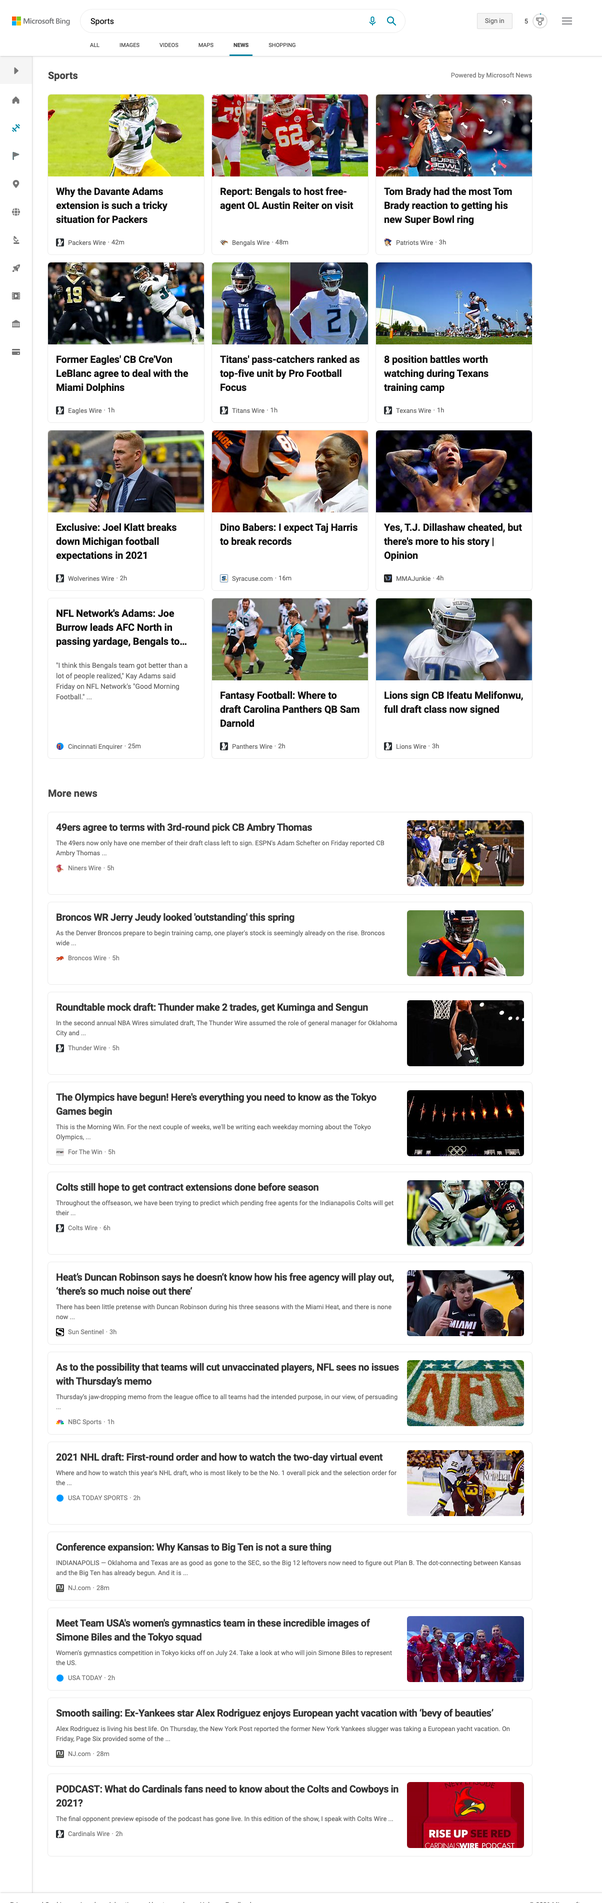 Microsoft Bing
Sports
Sign in
5
ALL IMAGES VIDEOS MAPS NEWS SHOPPING
Sports
Powered by Microsoft News
Why the Davante Adams
extension is such a tricky
situation for Packers
Packers Wire · 42m
Report: Bengals to host free-
agent OL Austin Reiter on visit
Bengals Wire · 48m
Tom Brady had the most Tom
Brady reaction to getting his
new Super Bowl ring
Patriots Wire · 3h
Former Eagles' CB Cre'Von
LeBlanc agree to deal with the
Miami Dolphins
Eagles Wire · 1h
Titans' pass-catchers ranked as
top-five unit by Pro Football
Focus
Titans Wire · 1h
8 position battles worth
watching during Texans
training camp
Texans Wire · 1h
Exclusive: Joel Klatt breaks
down Michigan football
expectations in 2021
Wolverines Wire · 2h
Dino Babers: I expect Taj Harris
to break records
Syracuse.com · 16m
Yes, T.J. Dillashaw cheated, but
there's more to his story |
Opinion
MMAJunkie · 4h
NFL Network's Adams: Joe
Burrow leads AFC North in
passing yardage, Bengals to...
"I think this Bengals team got better than a
lot of people realized," Kay Adams said
Friday on NFL Network's "Good Morning
Football." ...
Cincinnati Enquirer · 25m
Fantasy Football: Where to
draft Carolina Panthers QB Sam
Darnold
Panthers Wire · 2h
Lions sign CB Ifeatu Melifonwu,
full draft class now signed
Lions Wire · 3h
More news
49ers agree to terms with 3rd-round pick CB Ambry Thomas
The 49ers now only have one member of their draft class left to sign. ESPN's Adam Schefter on Friday reported CB
Ambry Thomas ...
Niners Wire · 5h
Broncos WR Jerry Jeudy looked 'outstanding' this spring
As the Denver Broncos prepare to begin training camp, one player's stock is seemingly already on the rise. Broncos
wide ...
Broncos Wire · 5h
Roundtable mock draft: Thunder make 2 trades, get Kuminga and Sengun
In the second annual NBA Wires simulated draft, The Thunder Wire assumed the role of general manager for Oklahoma
City and ...
Thunder Wire · 5h
The Olympics have begun! Here's everything you need to know as the Tokyo
Games begin
This is the Morning Win. For the next couple of weeks, we'll be writing each weekday morning about the Tokyo
Olympics, ...
For The Win · 5h
Colts still hope to get contract extensions done before season
Throughout the offseason, we have been trying to predict which pending free agents for the Indianapolis Colts will get
their ...
Colts Wire · 6h
Heat's Duncan Robinson says he doesn't know how his free agency will play out,
'there's so much noise out there'
There has been little pretense with Duncan Robinson during his three seasons with the Miami Heat, and there is none
now ...
Sun Sentinel · 3h
As to the possibility that teams will cut unvaccinated players, NFL sees no issues
with Thursday's memo
Thursday's jaw-dropping memo from the league office to all teams had the intended purpose, in our view, of persuading
...
NBC Sports · 1h
2021 NHL draft: First-round order and how to watch the two-day virtual event
Where and how to watch this year's NHL draft, who is most likely to be the No. 1 overall pick and the selection order for
the ...
USA TODAY SPORTS · 2h
Conference expansion: Why Kansas to Big Ten is not a sure thing
INDIANAPOLIS — Oklahoma and Texas are as good as gone to the SEC, so the Big 12 leftovers now need to figure out Plan B. The dot-connecting between Kansas
and the Big Ten has already begun. And it is ...
NJ.com · 28m
Meet Team USA's women's gymnastics team in these incredible images of
Simone Biles and the Tokyo squad
Women's gymnastics competition in Tokyo kicks off on July 24. Take a look at who will join Simone Biles to represent
the US.
USA TODAY · 2h
Smooth sailing: Ex-Yankees star Alex Rodriguez enjoys European yacht vacation with 'bevy of beauties'
Alex Rodriguez is living his best life. On Thursday, the New York Post reported the former New York Yankees slugger was taking a European yacht vacation. On
Friday, Page Six provided some of the ...
NJ.com · 28m
PODCAST: What do Cardinals fans need to know about the Colts and Cowboys in
2021?
The final opponent preview episode of the podcast has gone live. In this edition of the show, I speak with Colts Wire ...
Cardinals Wire · 2h
RISE UP SEE RED
CARDINALSWIRE PODCAST